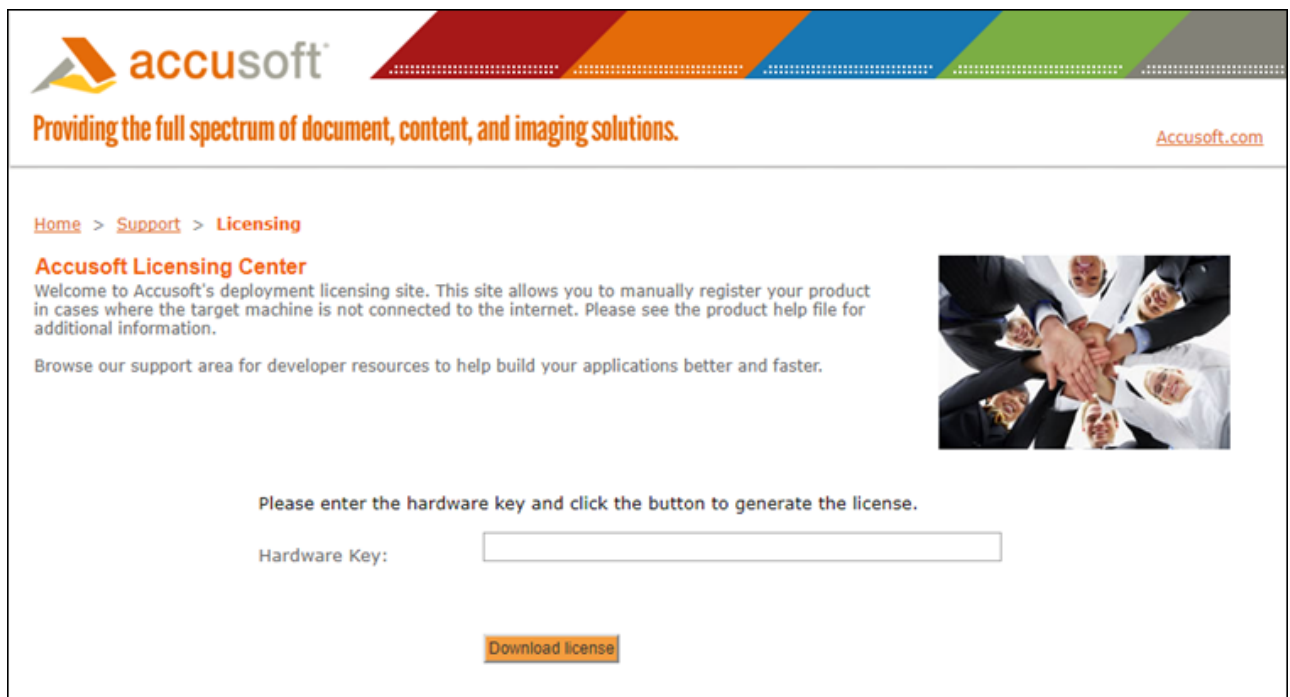 accusoft
Providing the full spectrum of document, content, and imaging solutions.
Accusoft.com
Home > Support > Licensing
Accusoft Licensing Center
Welcome to Accusoft's deployment licensing site. This site allows you to manually register your product
in cases where the target machine is not connected to the internet. Please see the product help file for
additional information.
Browse our support area for developer resources to help build your applications better and faster.
Please enter the hardware key and click the button to generate the license.
Hardware Key:
Download license